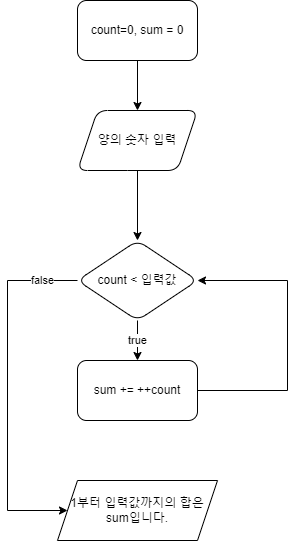 count=0, sum = 0
양의 숫자 입력
count < 입력값
false
true
sum += ++count
1부터 입력값까지의 합은
sum입니다.